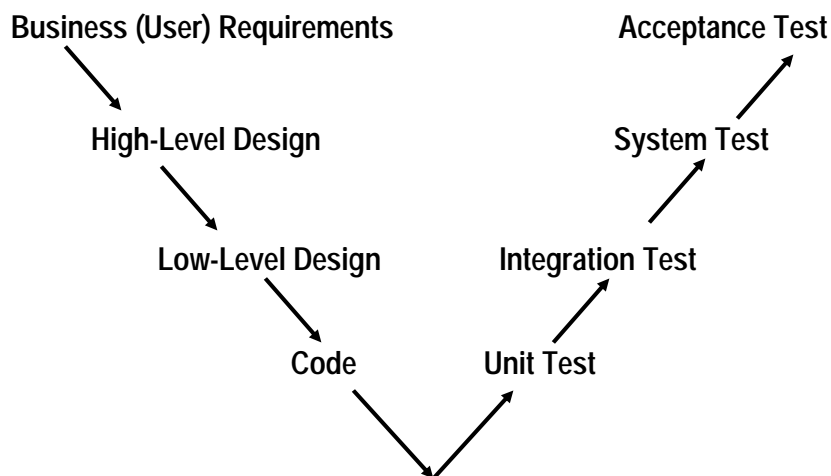 Business (User) Requirements
Acceptance Test
High-Level Design
System Test
Low-Level Design
Integration Test
Code
Unit Test